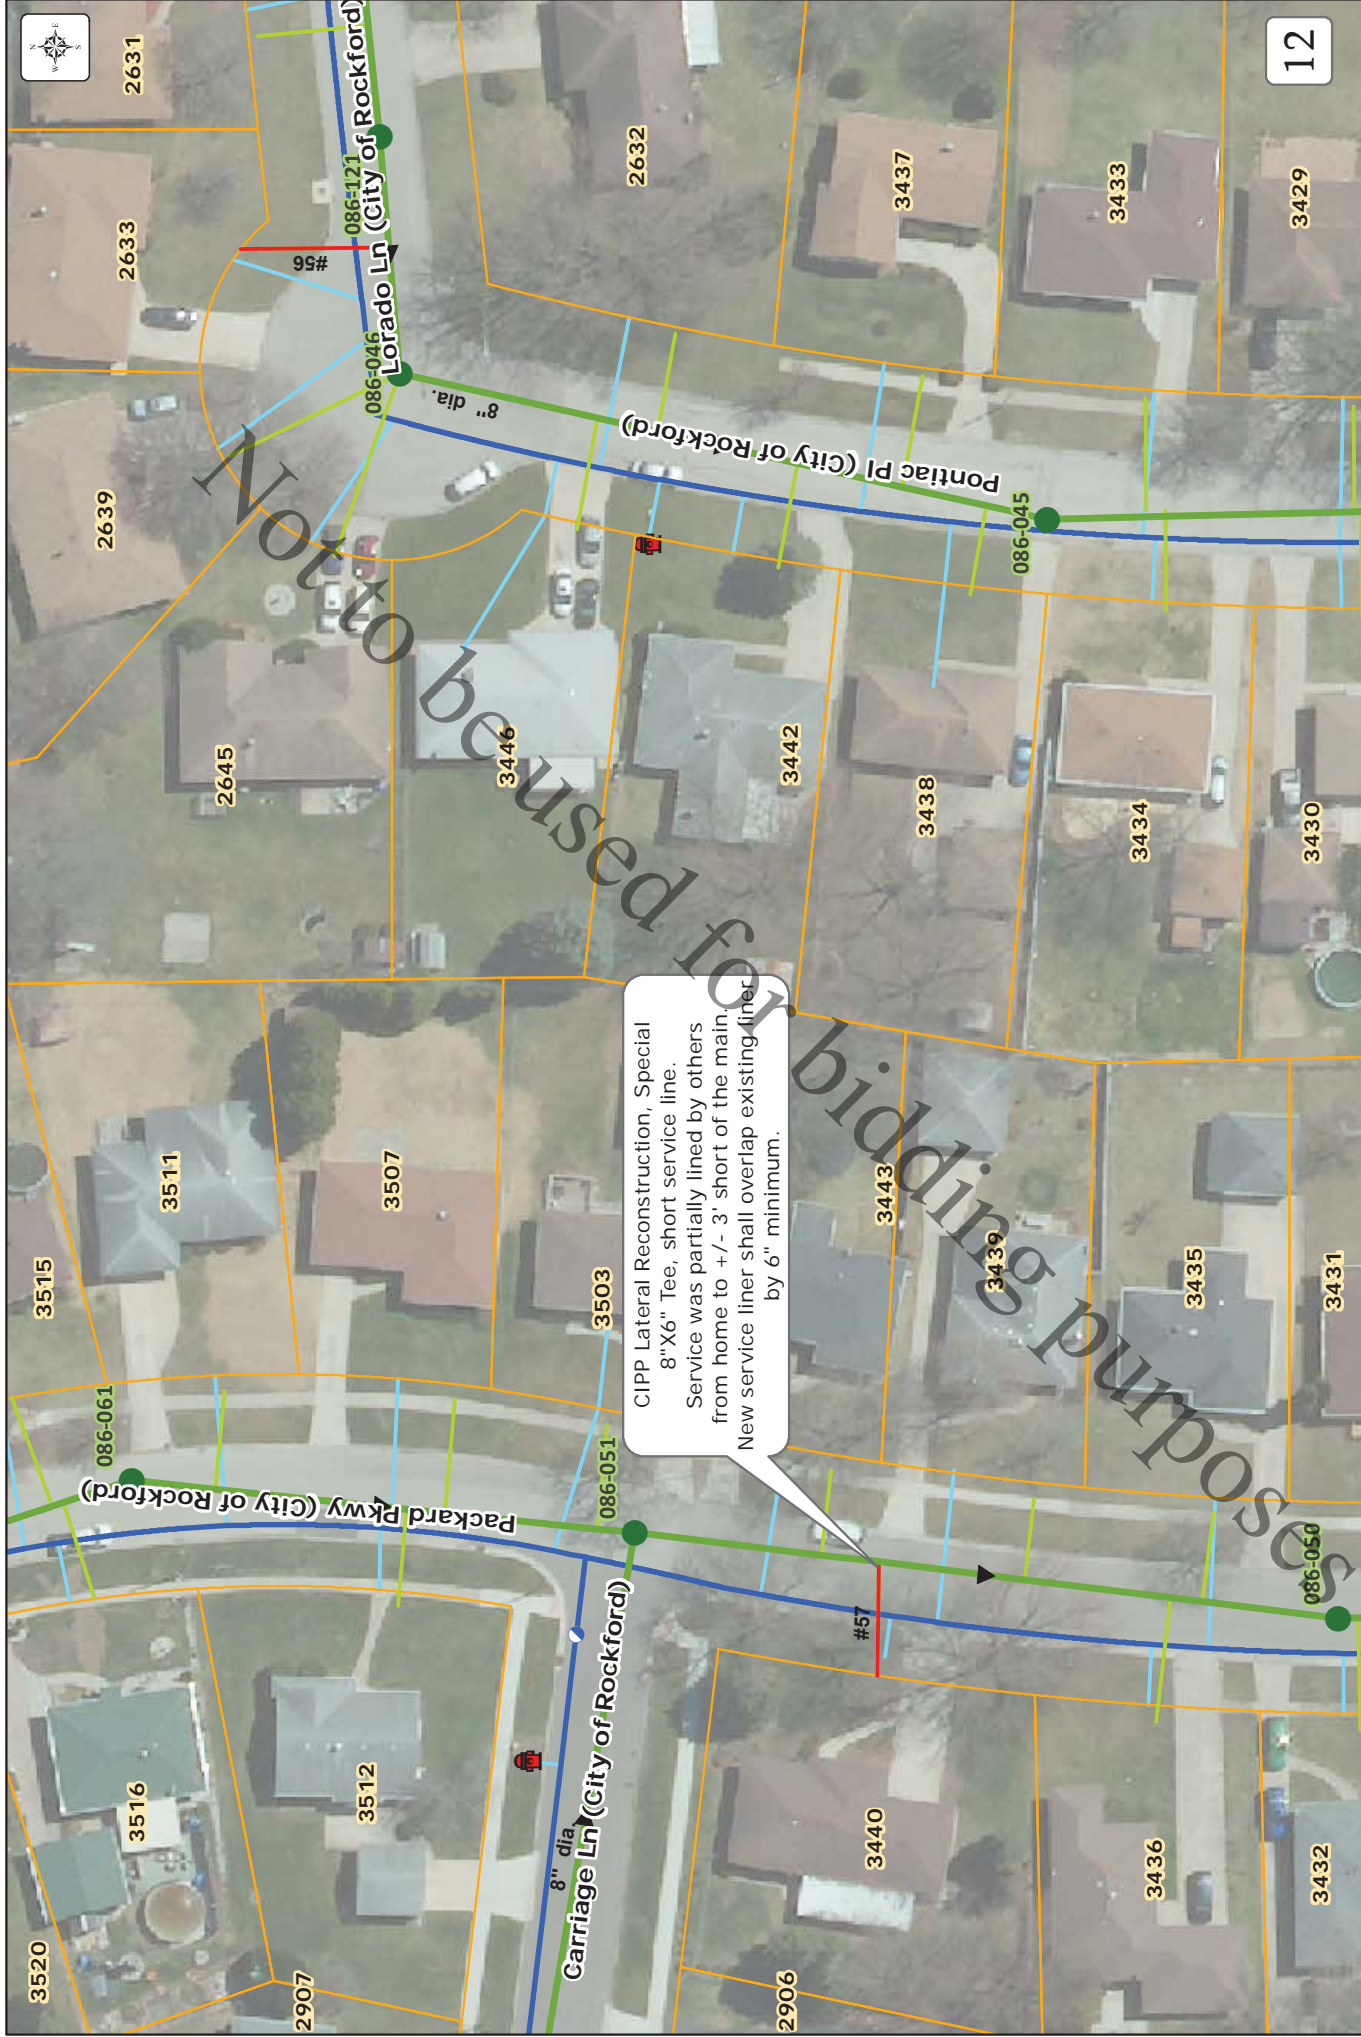 N
W E
S
12
2631
2633
2639
2645
2632
3437
3433
3429
086-121
#56
Lorado Ln (City of Rockford)
086-046
8" dia.
Pontiac Pl (City of Rockford)
086-045
3446
3442
3438
3434
3430
3515
3511
3507
3503
086-061
Packard Pkwy (City of Rockford)
086-051
CIPP Lateral Reconstruction, Special
8"X6" Tee, short service line.
Service was partially lined by others
from home to +/- 3' short of the main.
New service liner shall overlap existing liner
by 6" minimum.
3443
3439
3435
3431
#57
086-050
3520
3516
3512
2907
8" dia.
Carriage Ln (City of Rockford)
2906
3440
3436
3432
Not to be used for bidding purposes